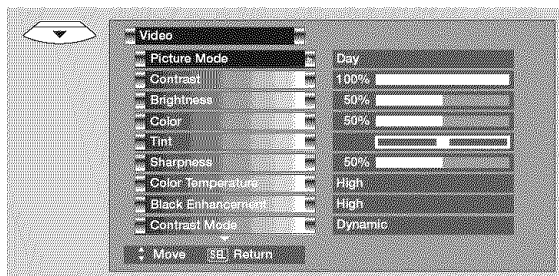 Video
Picture Mode Day
Contrast 100%
Brightness 50%
Color 50%
Tint
Sharpness 50%
Color Temperature High
Black Enhancement High
Contrast Mode Dynamic
Move SEL Return